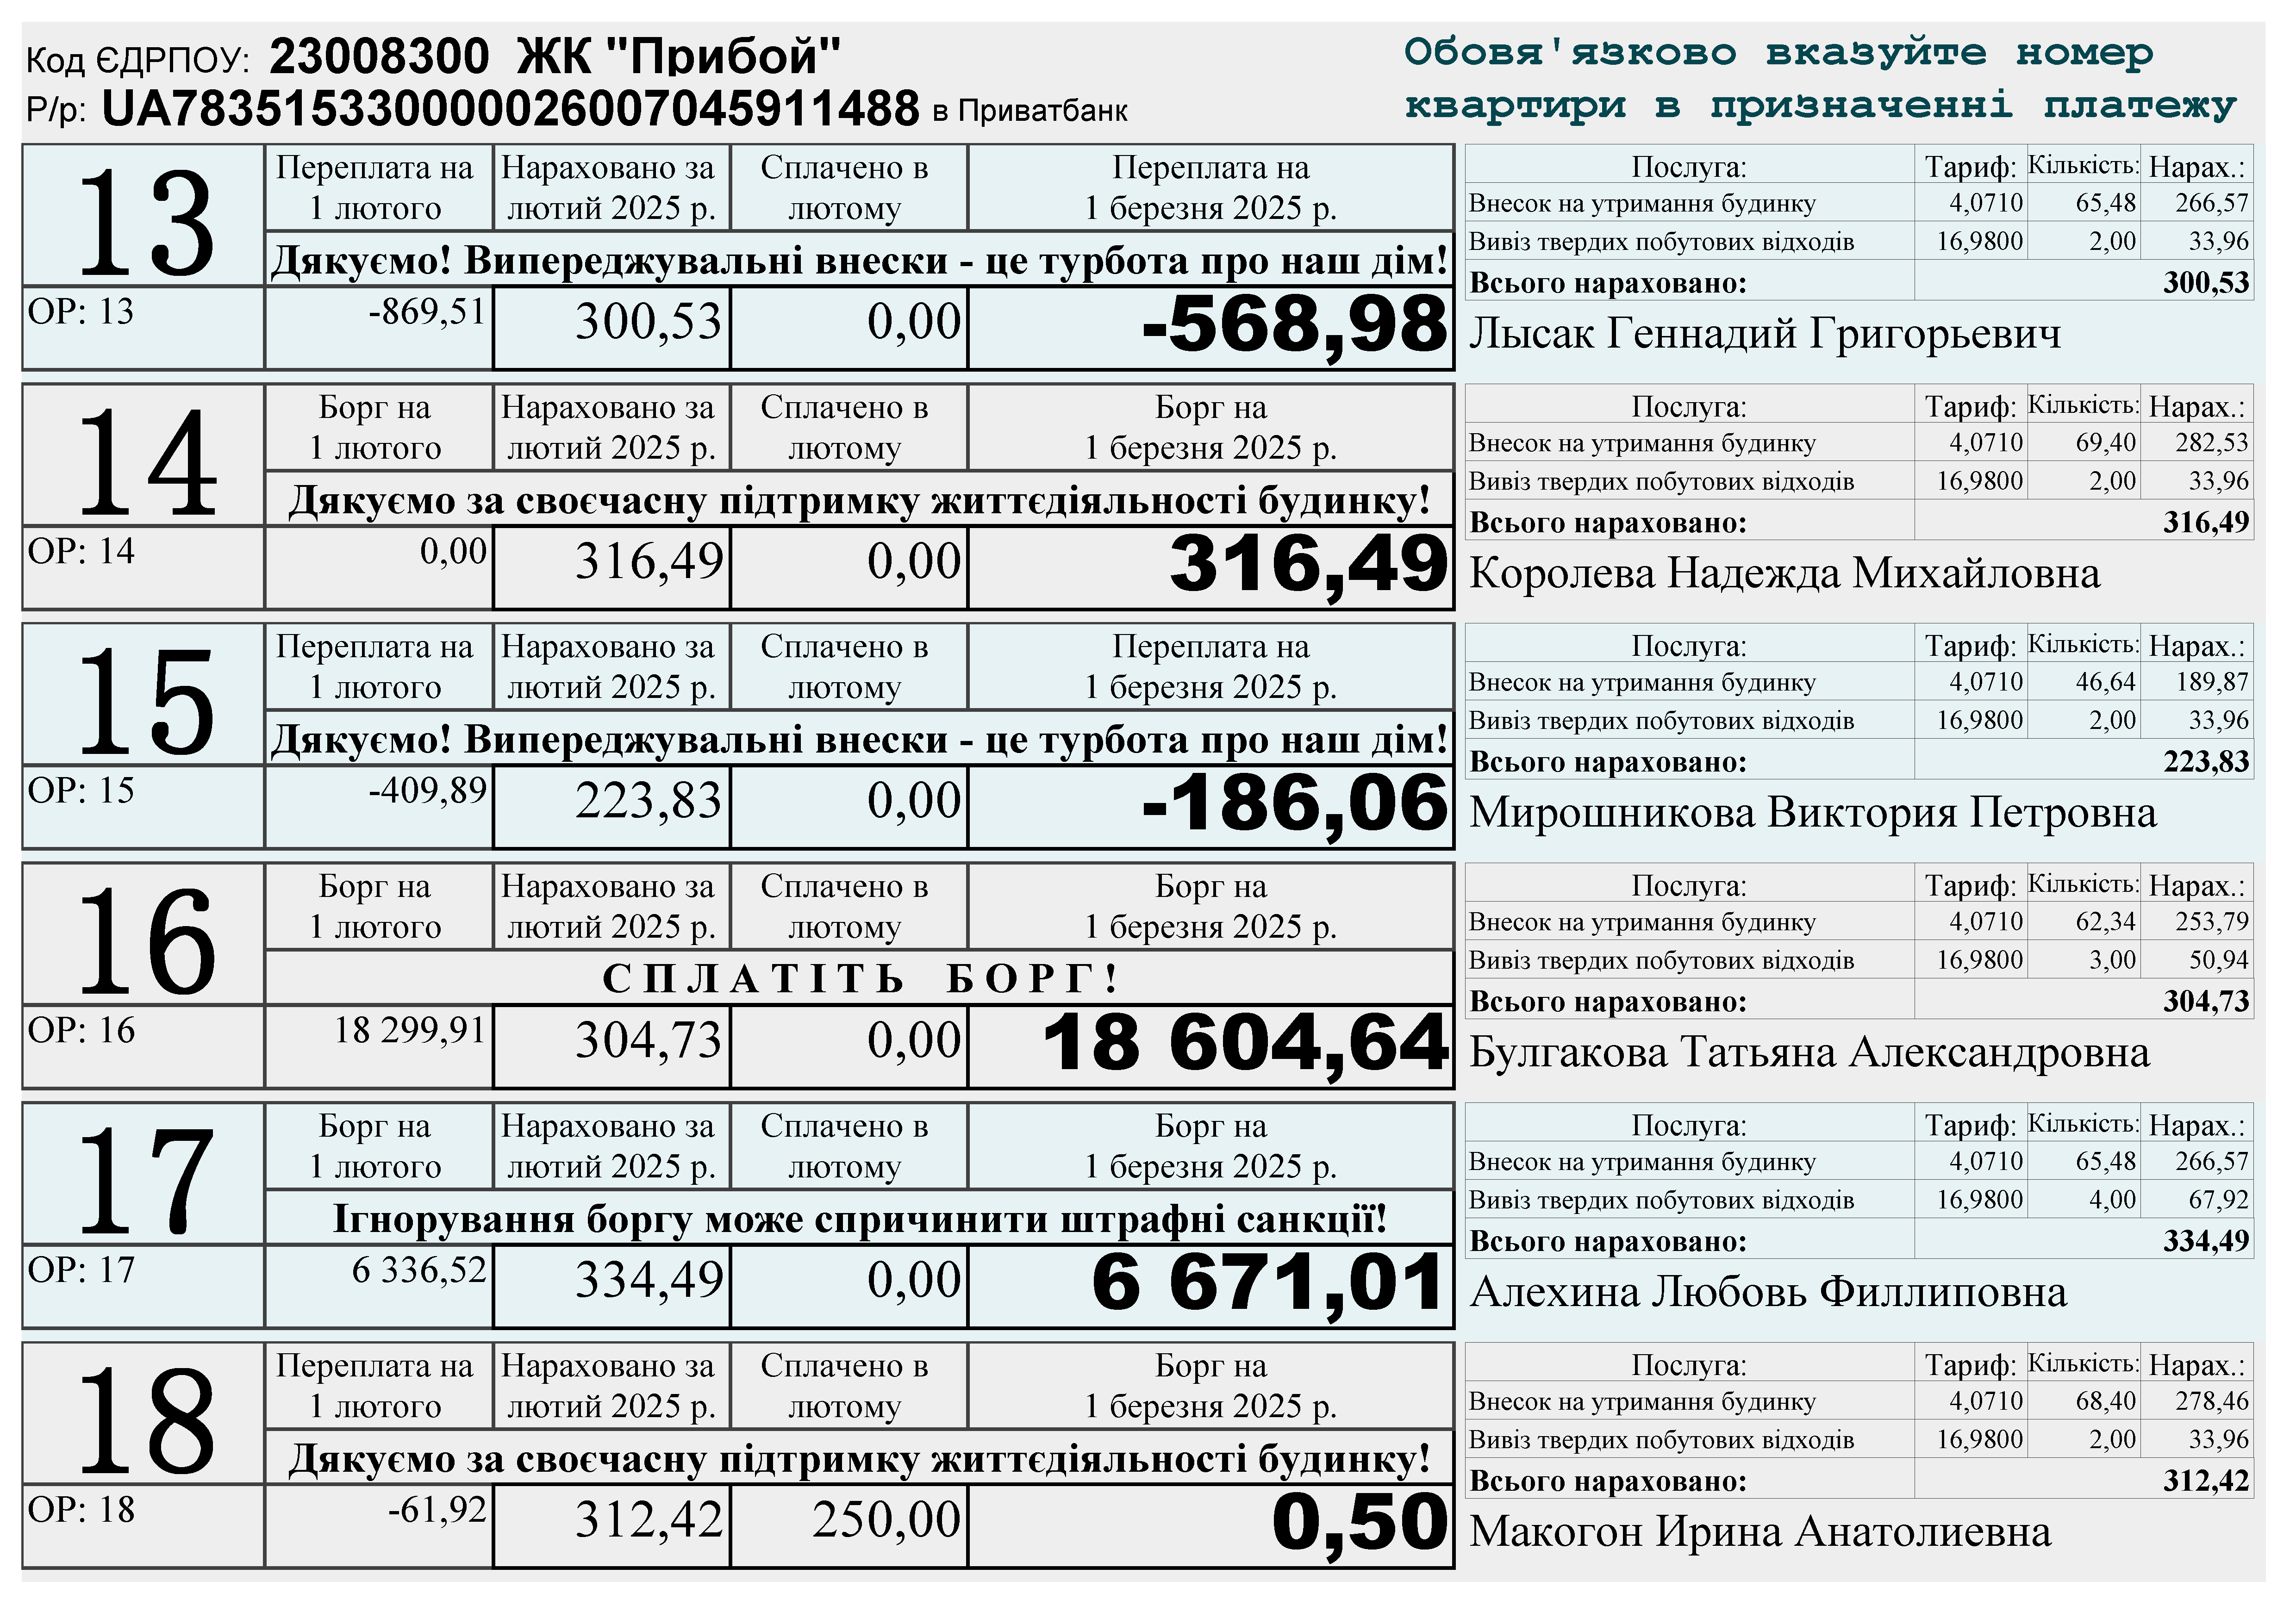 Код ЄДРПОУ: 23008300 ЖК "Прибой"
Р/р: UA783515330000026007045911488 в Приватбанк
Обовя'язково вказуйте номер
квартири в призначенні платежу
13
Переплата на 1 лютого Нараховано за лютий 2025 р. Сплачено в лютому Переплата на 1 березня 2025 р.
Дякуємо! Випереджувальні внески - це турбота про наш дім!
ОР: 13 -869,51 300,53 0,00 -568,98
Послуга: Тариф: Кількість: Нарах.:
Внесок на утримання будинку 4,0710 65,48 266,57
Вивіз твердих побутових відходів 16,9800 2,00 33,96
Всього нараховано: 300,53
Лысак Геннадий Григорьевич
14
Борг на 1 лютого Нараховано за лютий 2025 р. Сплачено в лютому Борг на 1 березня 2025 р.
Дякуємо за своєчасну підтримку життєдіяльності будинку!
ОР: 14 0,00 316,49 0,00 316,49
Послуга: Тариф: Кількість: Нарах.:
Внесок на утримання будинку 4,0710 69,40 282,53
Вивіз твердих побутових відходів 16,9800 2,00 33,96
Всього нараховано: 316,49
Королева Надежда Михайловна
15
Переплата на 1 лютого Нараховано за лютий 2025 р. Сплачено в лютому Переплата на 1 березня 2025 р.
Дякуємо! Випереджувальні внески - це турбота про наш дім!
ОР: 15 -409,89 223,83 0,00 -186,06
Послуга: Тариф: Кількість: Нарах.:
Внесок на утримання будинку 4,0710 46,64 189,87
Вивіз твердих побутових відходів 16,9800 2,00 33,96
Всього нараховано: 223,83
Мирошникова Виктория Петровна
16
Борг на 1 лютого Нараховано за лютий 2025 р. Сплачено в лютому Борг на 1 березня 2025 р.
С П Л А Т І Т Ь Б О Р Г !
ОР: 16 18 299,91 304,73 0,00 18 604,64
Послуга: Тариф: Кількість: Нарах.:
Внесок на утримання будинку 4,0710 62,34 253,79
Вивіз твердих побутових відходів 16,9800 3,00 50,94
Всього нараховано: 304,73
Булгакова Татьяна Александровна
17
Борг на 1 лютого Нараховано за лютий 2025 р. Сплачено в лютому Борг на 1 березня 2025 р.
Ігнорування боргу може спричинити штрафні санкції!
ОР: 17 6 336,52 334,49 0,00 6 671,01
Послуга: Тариф: Кількість: Нарах.:
Внесок на утримання будинку 4,0710 65,48 266,57
Вивіз твердих побутових відходів 16,9800 4,00 67,92
Всього нараховано: 334,49
Алехина Любовь Филлиповна
18
Переплата на 1 лютого Нараховано за лютий 2025 р. Сплачено в лютому Борг на 1 березня 2025 р.
Дякуємо за своєчасну підтримку життєдіяльності будинку!
ОР: 18 -61,92 312,42 250,00 0,50
Послуга: Тариф: Кількість: Нарах.:
Внесок на утримання будинку 4,0710 68,40 278,46
Вивіз твердих побутових відходів 16,9800 2,00 33,96
Всього нараховано: 312,42
Макогон Ирина Анатолиевна